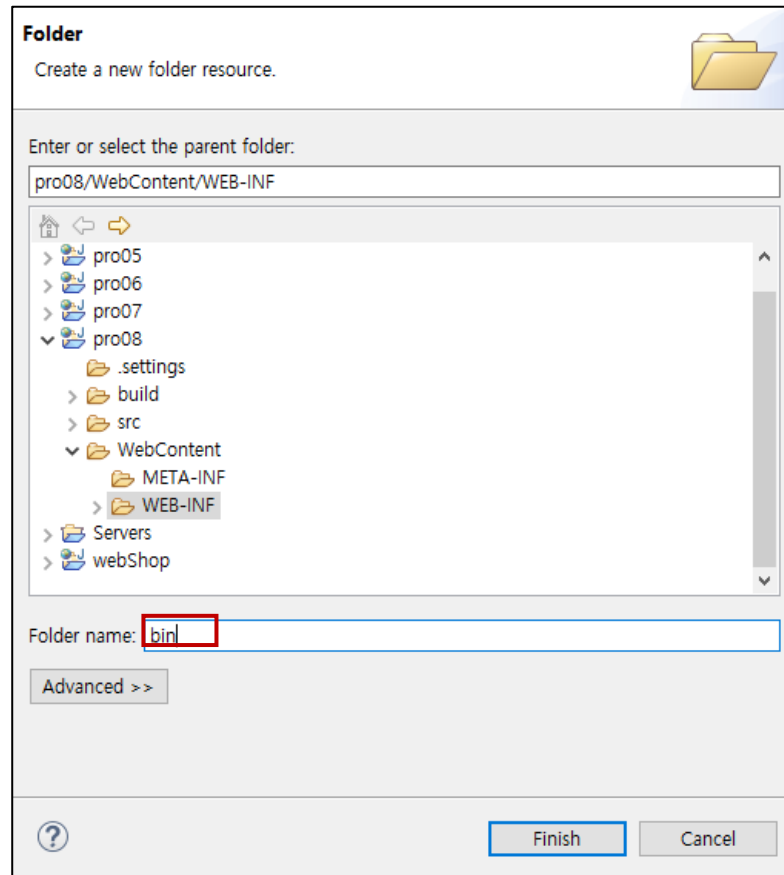 Folder
Create a new folder resource.
Enter or select the parent folder:
pro08/WebContent/WEB-INF
pro05
pro06
pro07
pro08
.settings
build
src
WebContent
META-INF
WEB-INF
Servers
webShop
Folder name: bin
Advanced >>
? Finish Cancel